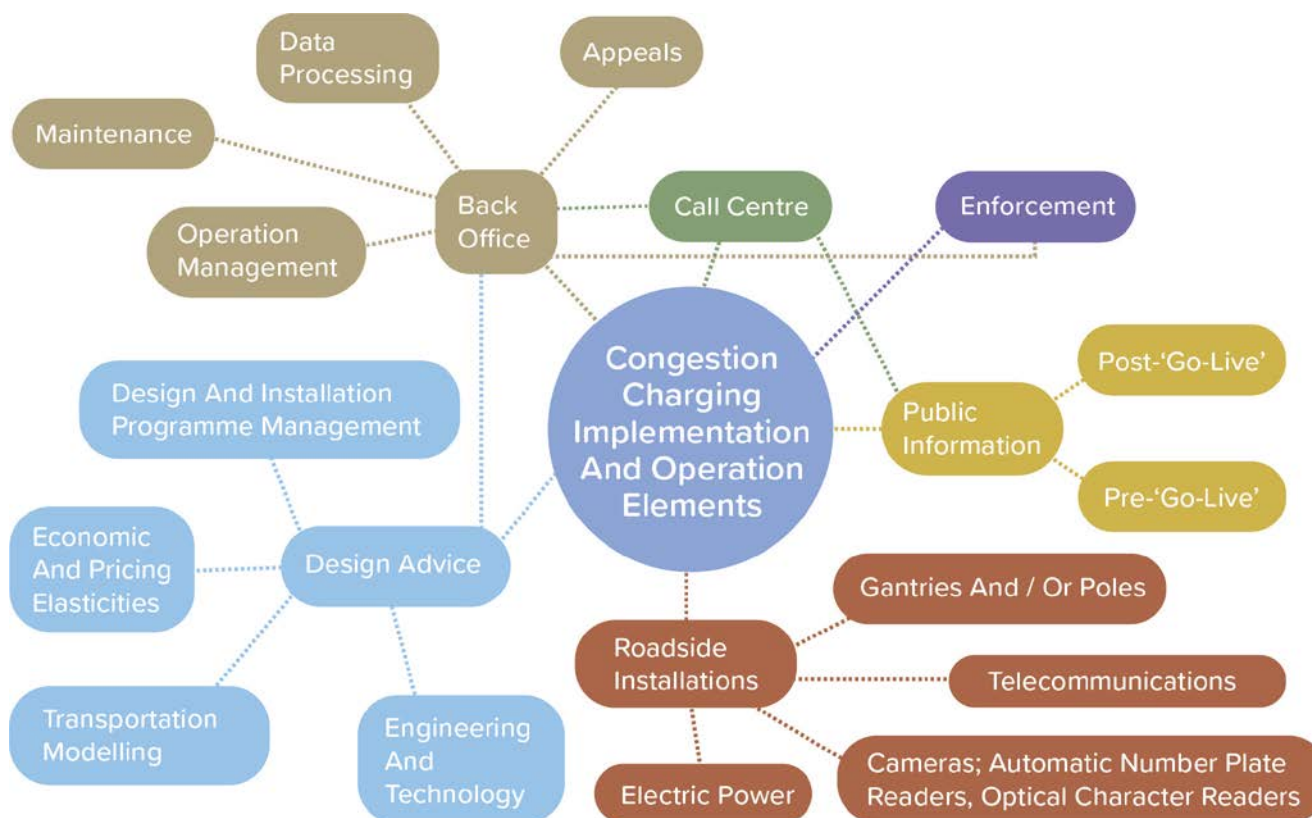 Data
Processing
Appeals
Maintenance
Back
Office
Call Centre
Enforcement
Operation
Management
Congestion
Charging
Implementation
And Operation
Elements
Post-‘Go-Live’
Public
Information
Pre-‘Go-Live’
Design And Installation
Programme Management
Economic
And Pricing
Elasticities
Design Advice
Transportation
Modelling
Engineering
And
Technology
Roadside
Installations
Gantries And / Or Poles
Telecommunications
Electric Power
Cameras; Automatic Number Plate
Readers, Optical Character Readers